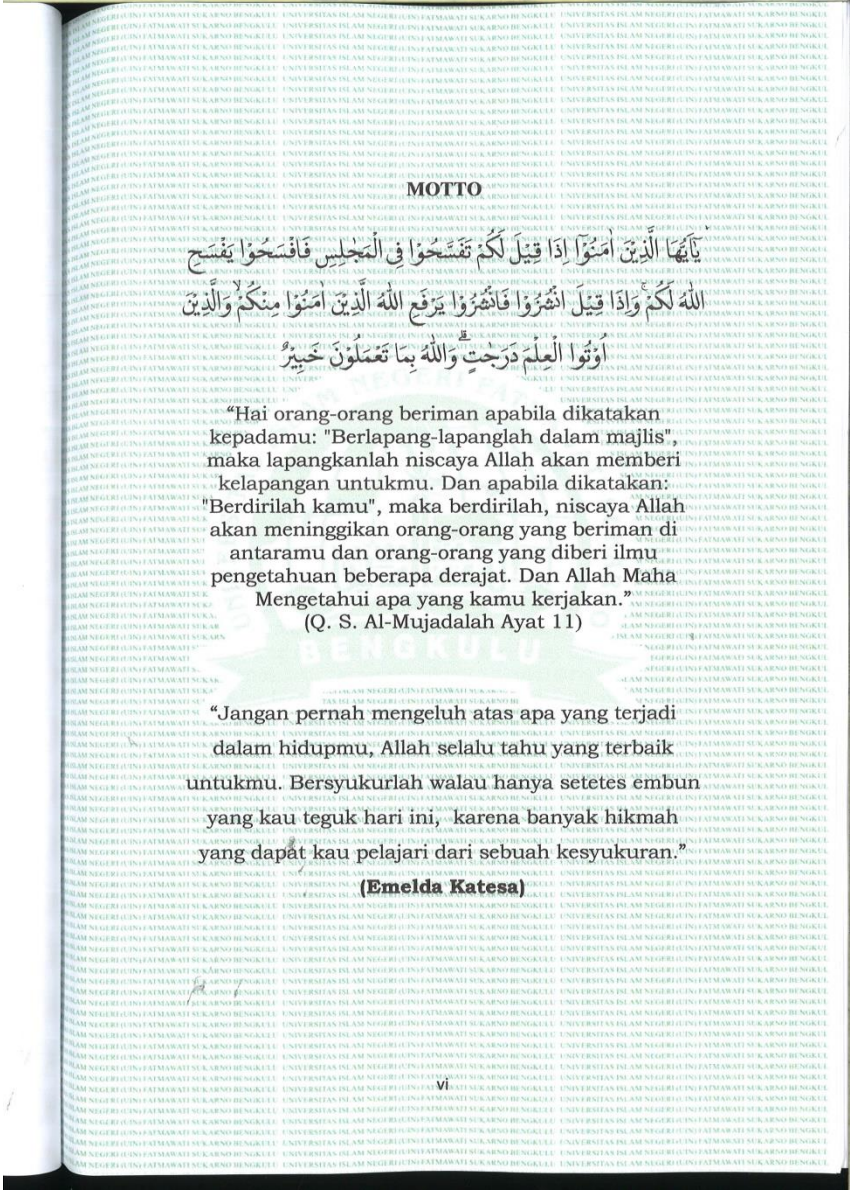 MOTTO
يٰٓاَيُّهَا الَّذِيْنَ اٰمَنُوْٓا اِذَا قِيْلَ لَكُمْ تَفَسَّحُوْا فِى الْمَجٰلِسِ فَافْسَحُوْا يَفْسَحِ
اللّٰهُ لَكُمْۚ وَاِذَا قِيْلَ انْشُزُوْا فَانْشُزُوْا يَرْفَعِ اللّٰهُ الَّذِيْنَ اٰمَنُوْا مِنْكُمْۙ وَالَّذِيْنَ
اُوْتُوا الْعِلْمَ دَرَجٰتٍۗ وَاللّٰهُ بِمَا تَعْمَلُوْنَ خَبِيْرٌ
“Hai orang-orang beriman apabila dikatakan
kepadamu: "Berlapang-lapanglah dalam majlis",
maka lapangkanlah niscaya Allah akan memberi
kelapangan untukmu. Dan apabila dikatakan:
"Berdirilah kamu", maka berdirilah, niscaya Allah
akan meninggikan orang-orang yang beriman di
antaramu dan orang-orang yang diberi ilmu
pengetahuan beberapa derajat. Dan Allah Maha
Mengetahui apa yang kamu kerjakan.”
(Q. S. Al-Mujadalah Ayat 11)
BENGKULU
“Jangan pernah mengeluh atas apa yang terjadi
dalam hidupmu, Allah selalu tahu yang terbaik
untukmu. Bersyukurlah walau hanya setetes embun
yang kau teguk hari ini, karena banyak hikmah
yang dapat kau pelajari dari sebuah kesyukuran.”
(Emelda Katesa)
vi